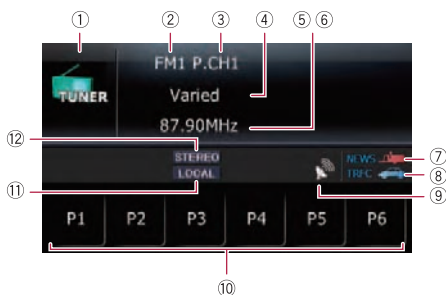 ① ② ③ ④ ⑤ ⑥
FM1 P.CH1
TUNER
Varied
87.90MHz
⑫
STEREO
NEWS ⑦
LOCAL
TRFC ⑧
⑪ ⑨
P1 P2 P3 P4 P5 P6
⑩